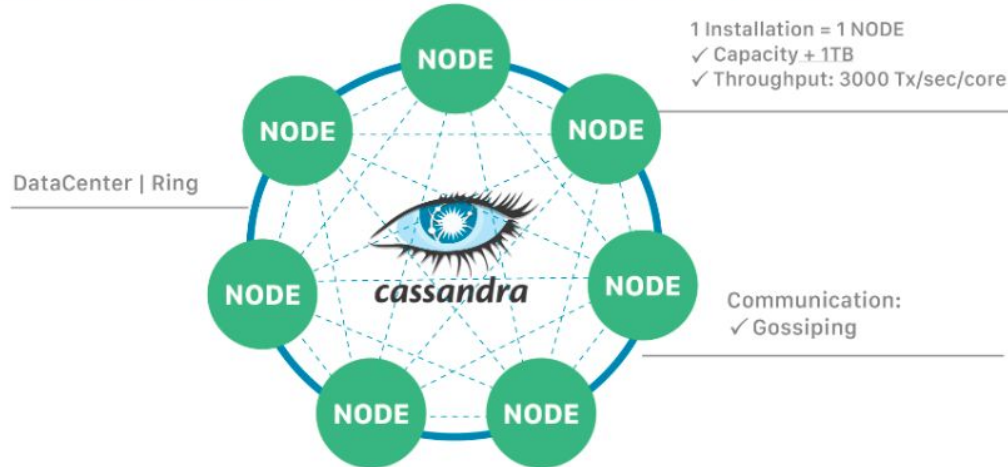 NODE
1 Installation = 1 NODE
✓ Capacity + 1TB
✓ Throughput: 3000 Tx/sec/core
NODE
NODE
DataCenter | Ring
NODE
NODE
cassandra
Communication:
✓ Gossiping
NODE
NODE